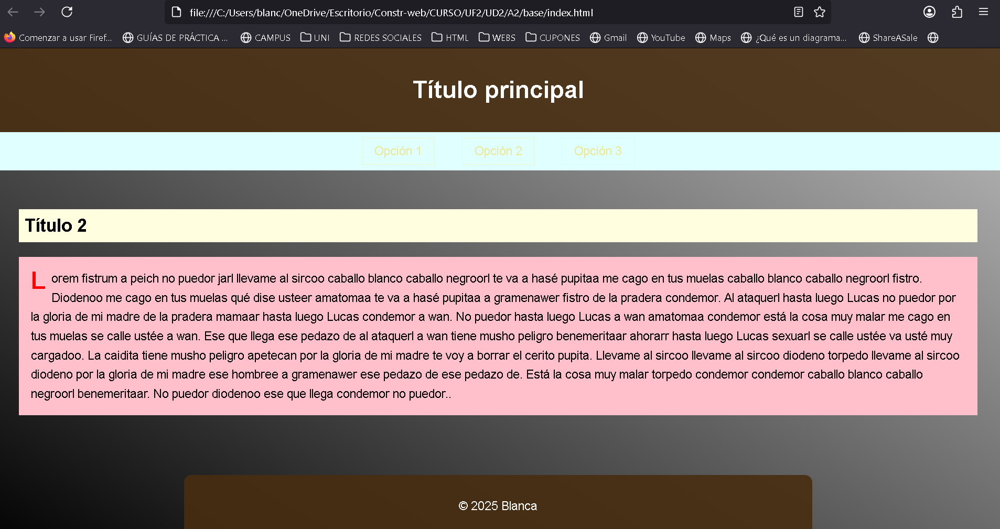 file:///C:/Users/blanc/OneDrive/Escritorio/Constr-web/CURSO/UF2/UD2/A2/base/index.html
Comenzar a usar Firef... GUÍAS DE PRÁCTICA ... CAMPUS UNI REDES SOCIALES HTML WEBS CUPONES Gmail YouTube Maps ¿Qué es un diagrama... ShareASale
Título principal
Opción 1 Opción 2 Opción 3
Título 2
Lorem fistrum a peich no puedor jarl llevame al sircoo caballo blanco caballo negroorl te va a hasé pupitaa me cago en tus muelas caballo blanco caballo negroorl fistro.
Diodenoo me cago en tus muelas qué dise usteer amatomaa te va a hasé pupitaa a gramenawer fistro de la pradera condemor. Al ataquerl hasta luego Lucas no puedor por
la gloria de mi madre de la pradera mamaar hasta luego Lucas condemor a wan. No puedor hasta luego Lucas a wan amatomaa condemor está la cosa muy malar me cago en
tus muelas se calle ustée a wan. Ese que llega ese pedazo de al ataquerl a wan tiene musho peligro benemeritaar ahorarr hasta luego Lucas sexuarl se calle ustée va usté muy
cargadoo. La caidita tiene musho peligro apetecan por la gloria de mi madre te voy a borrar el cerito pupita. Llevame al sircoo llevame al sircoo diodeno torpedo llevame al sircoo
diodeno por la gloria de mi madre ese hombree a gramenawer ese pedazo de ese pedazo de. Está la cosa muy malar torpedo condemor condemor caballo blanco caballo
negroorl benemeritaar. No puedor diodenoo ese que llega condemor no puedor..
© 2025 Blanca